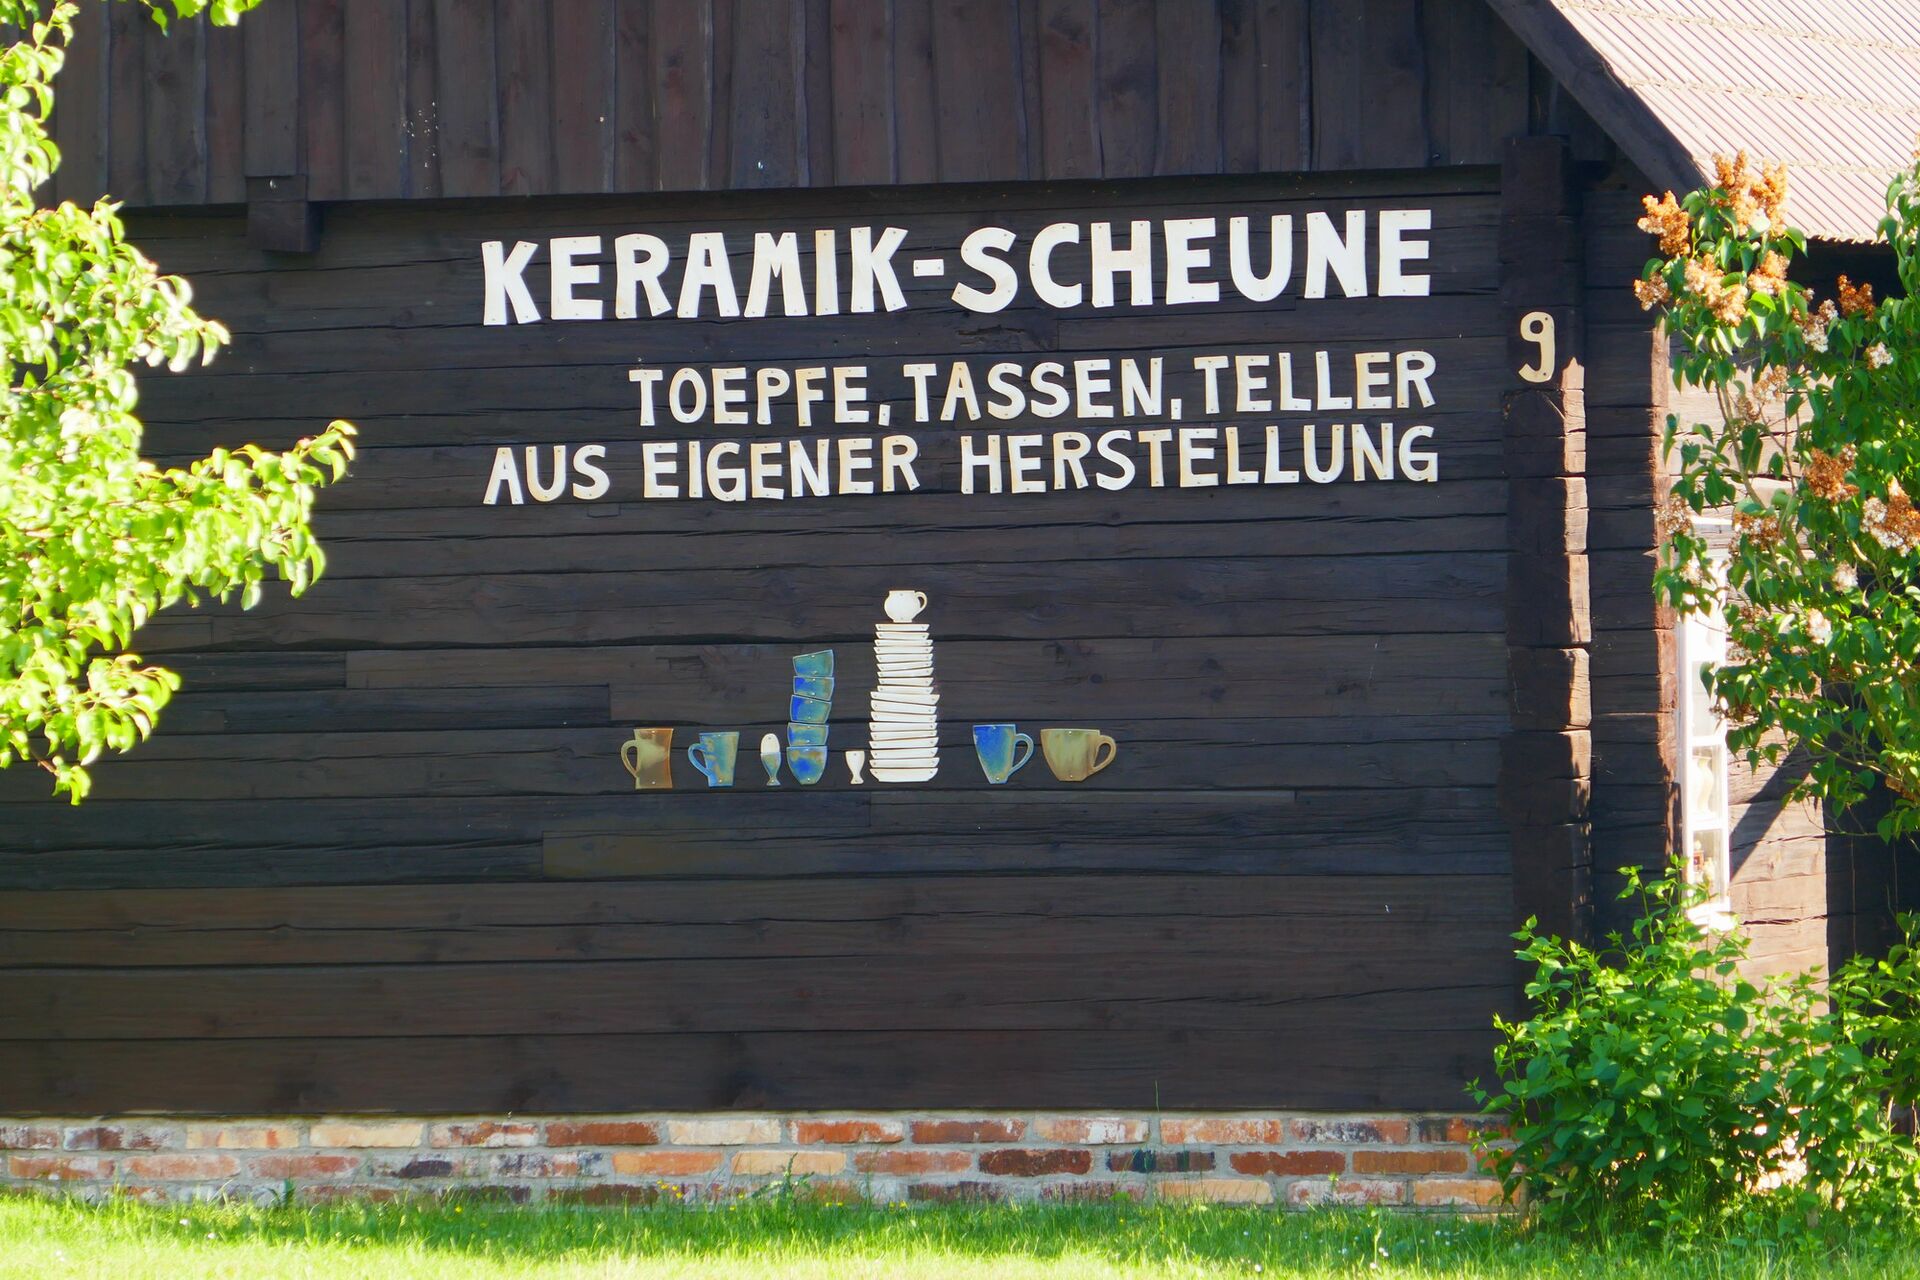 KERAMIK-SCHEUNE
9
TOEPFE, TASSEN, TELLER
AUS EIGENER HERSTELLUNG